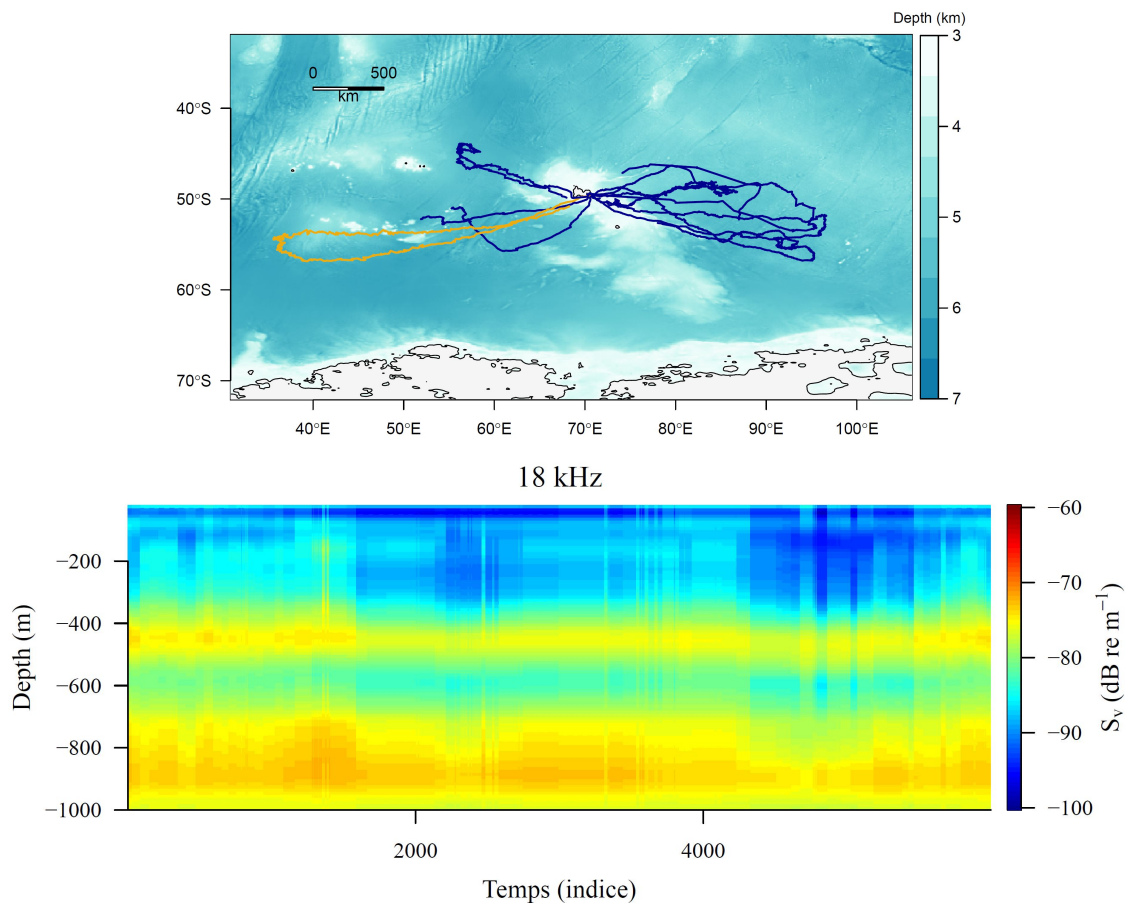 Depth (km)
3
4
5
6
7
0 500
km
40°S
50°S
60°S
70°S
40°E 50°E 60°E 70°E 80°E 90°E 100°E
18 kHz
Depth (m)
−200
−400
−600
−800
−1000
2000 4000
Temps (indice)
−60
−70
−80
−90
−100
Sv (dB re m−1)